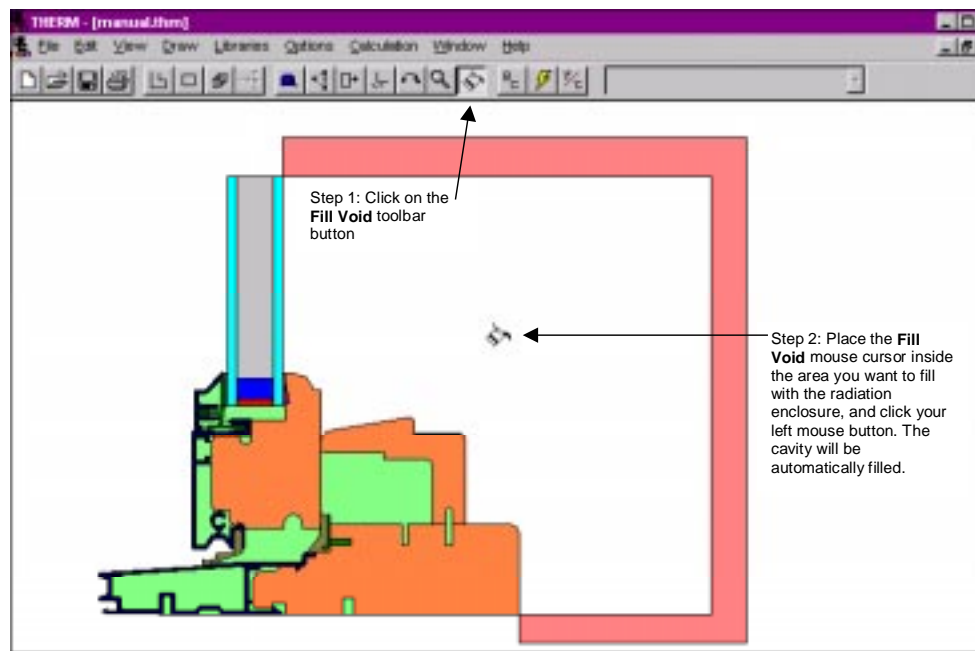 THERM - [manual.thm]
File Edit View Draw Libraries Options Calculation Window Help
Step 1: Click on the
Fill Void toolbar
button
Step 2: Place the Fill
Void mouse cursor inside
the area you want to fill
with the radiation
enclosure, and click your
left mouse button. The
cavity will be
automatically filled.